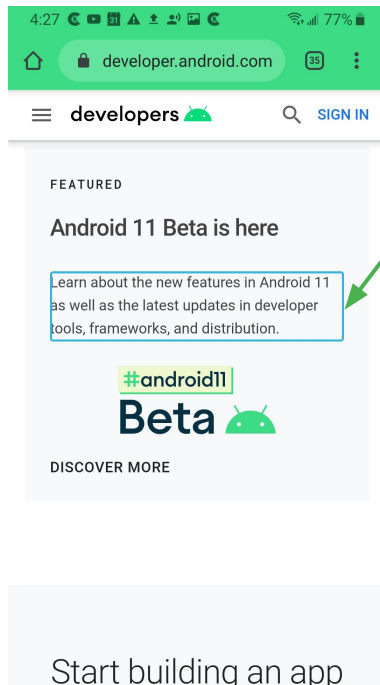 4:27
31
77%
developer.android.com
35
developers
SIGN IN
FEATURED
Android 11 Beta is here
Learn about the new features in Android 11
as well as the latest updates in developer
tools, frameworks, and distribution.
#android11
Beta
DISCOVER MORE
Start building an app